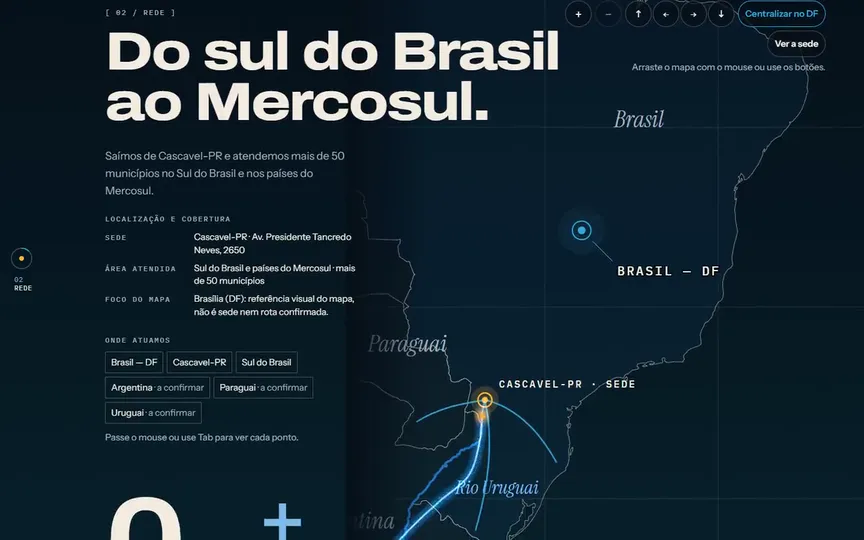 [ 02 / REDE ]
Do sul do Brasil
ao Mercosul.
Saímos de Cascavel-PR e atendemos mais de 50
municípios no Sul do Brasil e nos países do
Mercosul.
LOCALIZAÇÃO E COBERTURA
SEDE
Cascavel-PR · Av. Presidente Tancredo
Neves, 2650
ÁREA ATENDIDA
Sul do Brasil e países do Mercosul · mais
de 50 municípios
FOCO DO MAPA
Brasília (DF): referência visual do mapa,
não é sede nem rota confirmada.
ONDE ATUAMOS
Brasil — DF
Cascavel-PR
Sul do Brasil
Argentina · a confirmar
Paraguai · a confirmar
Uruguai · a confirmar
Passe o mouse ou use Tab para ver cada ponto.
0 +
02
REDE
+ − ↑ ← → ↓ Centralizar no DF
Ver a sede
Arraste o mapa com o mouse ou use os botões.
Brasil
BRASIL — DF
Paraguai
CASCAVEL-PR · SEDE
Rio Uruguai
ntina